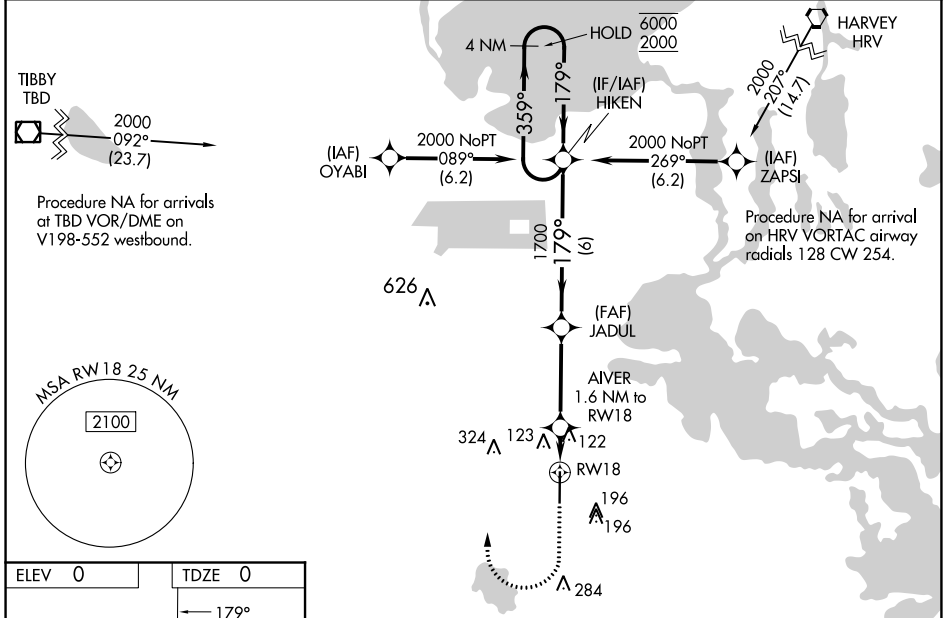 TIBBY
TBD
2000
092°
(23.7)
Procedure NA for arrivals
at TBD VOR/DME on
V198-552 westbound.
4 NM
HOLD
6000
2000
359°
179°
(IF/IAF)
HIKEN
HARVEY
HRV
2000
207°
(14.7)
(IAF)
OYABI
2000 NoPT
089°
(6.2)
2000 NoPT
269°
(6.2)
(IAF)
ZAPSI
Procedure NA for arrival
on HRV VORTAC airway
radials 128 CW 254.
1700
179°
(6)
626
(FAF)
JADUL
MSA RW18 25 NM
2100
AIVER
1.6 NM to
RW18
324
123
122
RW18
196
196
284
ELEV 0
TDZE 0
179°